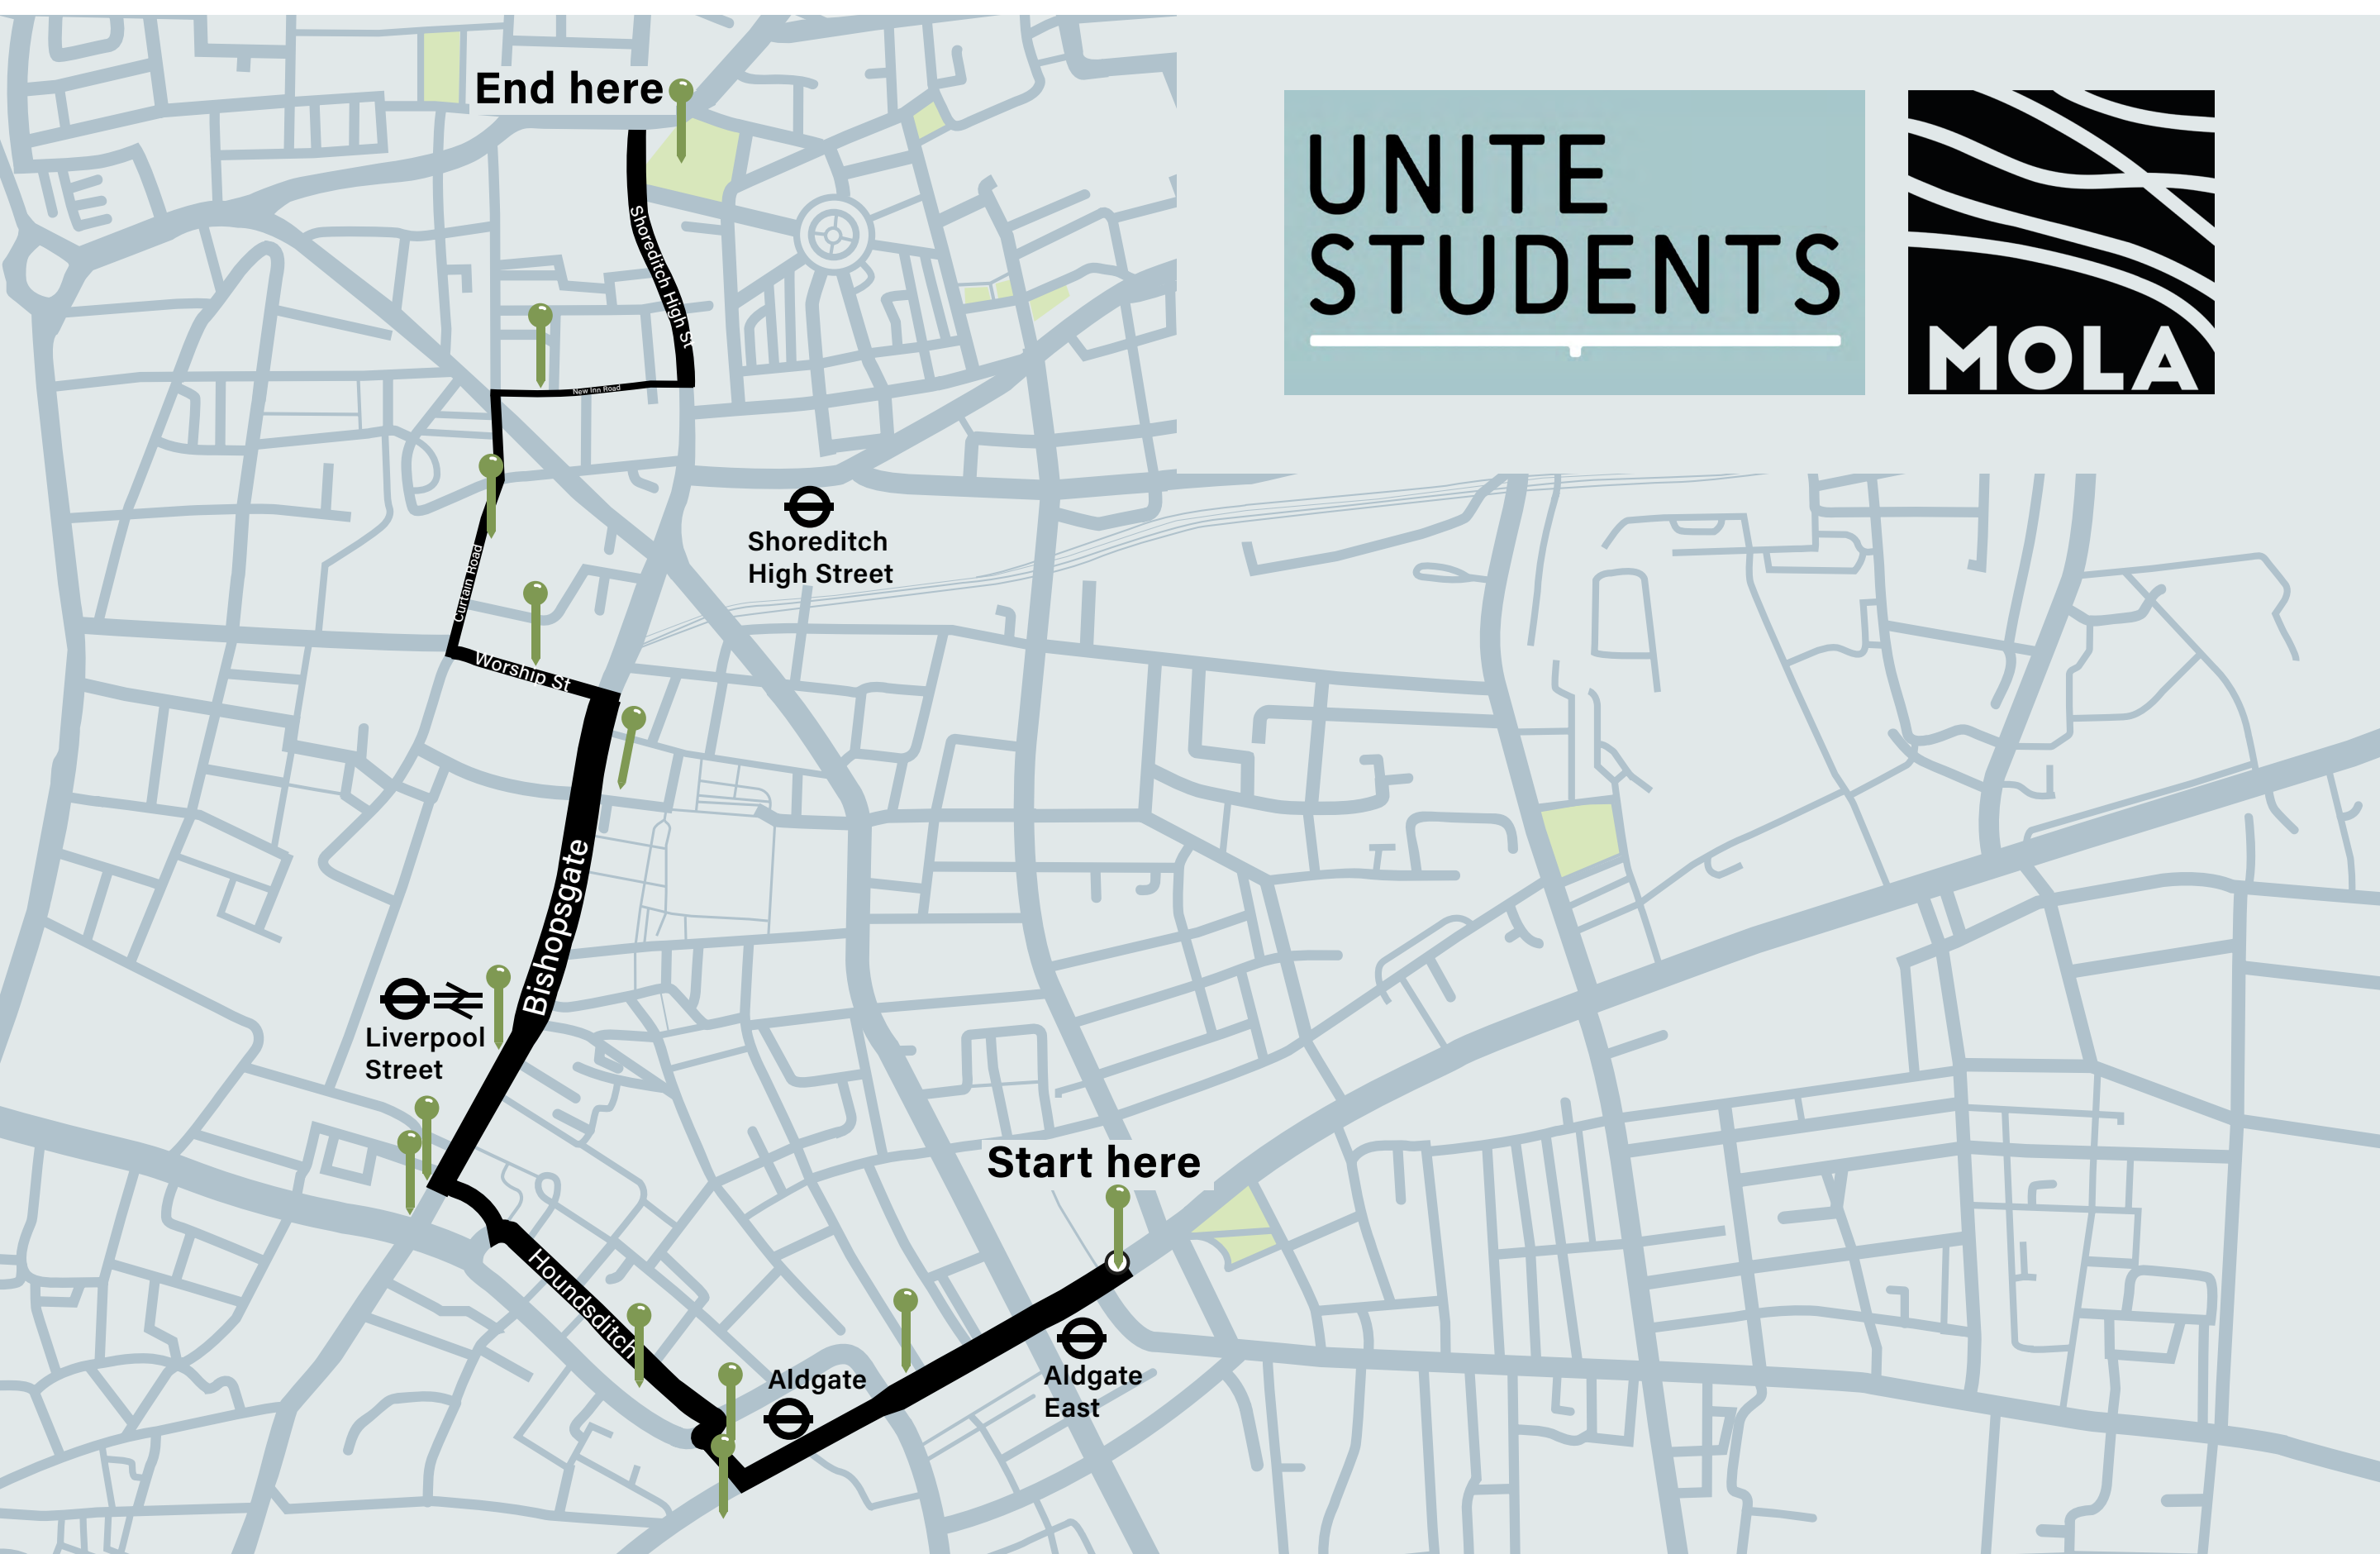 End here
UNITE
STUDENTS
MOLA
Shoreditch High St
New Inn Road
Shoreditch
High Street
Curtain Road
Worship St
Bishopsgate
Liverpool
Street
Start here
Houndsditch
Aldgate
Aldgate
East